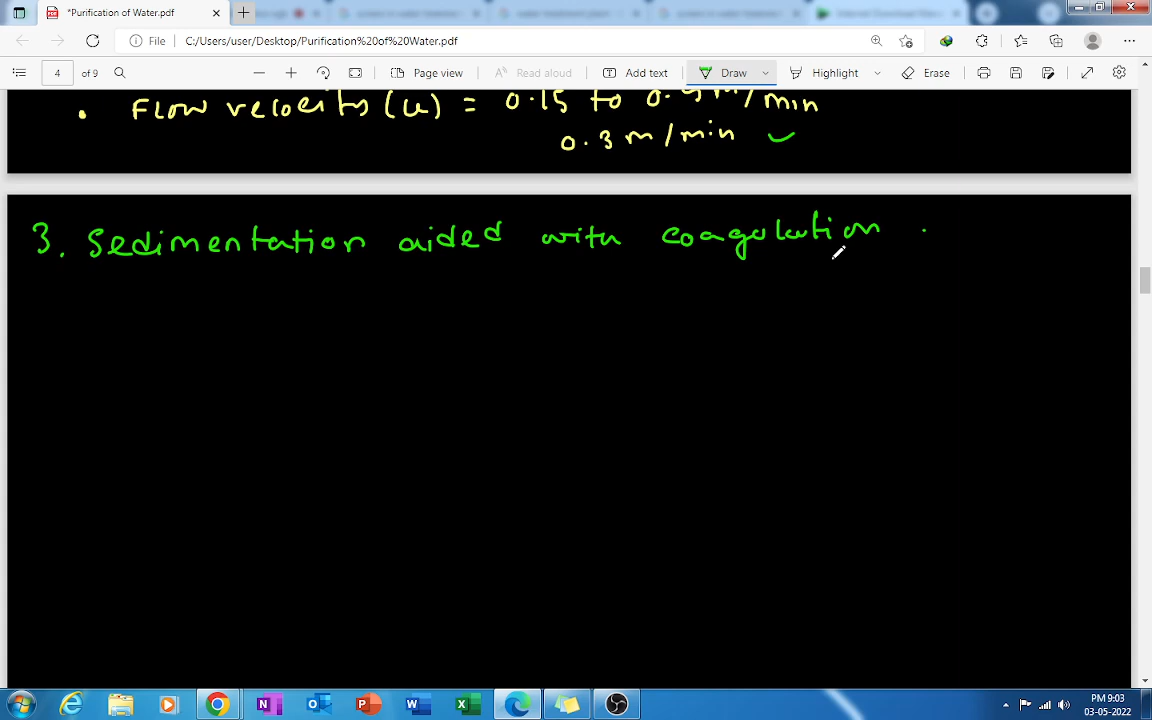 *Purification of Water.pdf
File
C:/Users/user/Desktop/Purification%20of%20Water.pdf
4 of 9
Page view
Read aloud
Add text
Draw
Highlight
Erase
• Flow velocity (u) = 0.15 to m/min
0.3 m/min ✓
3. Sedimentation aided with coagulation .
PM 9:03
03-05-2022